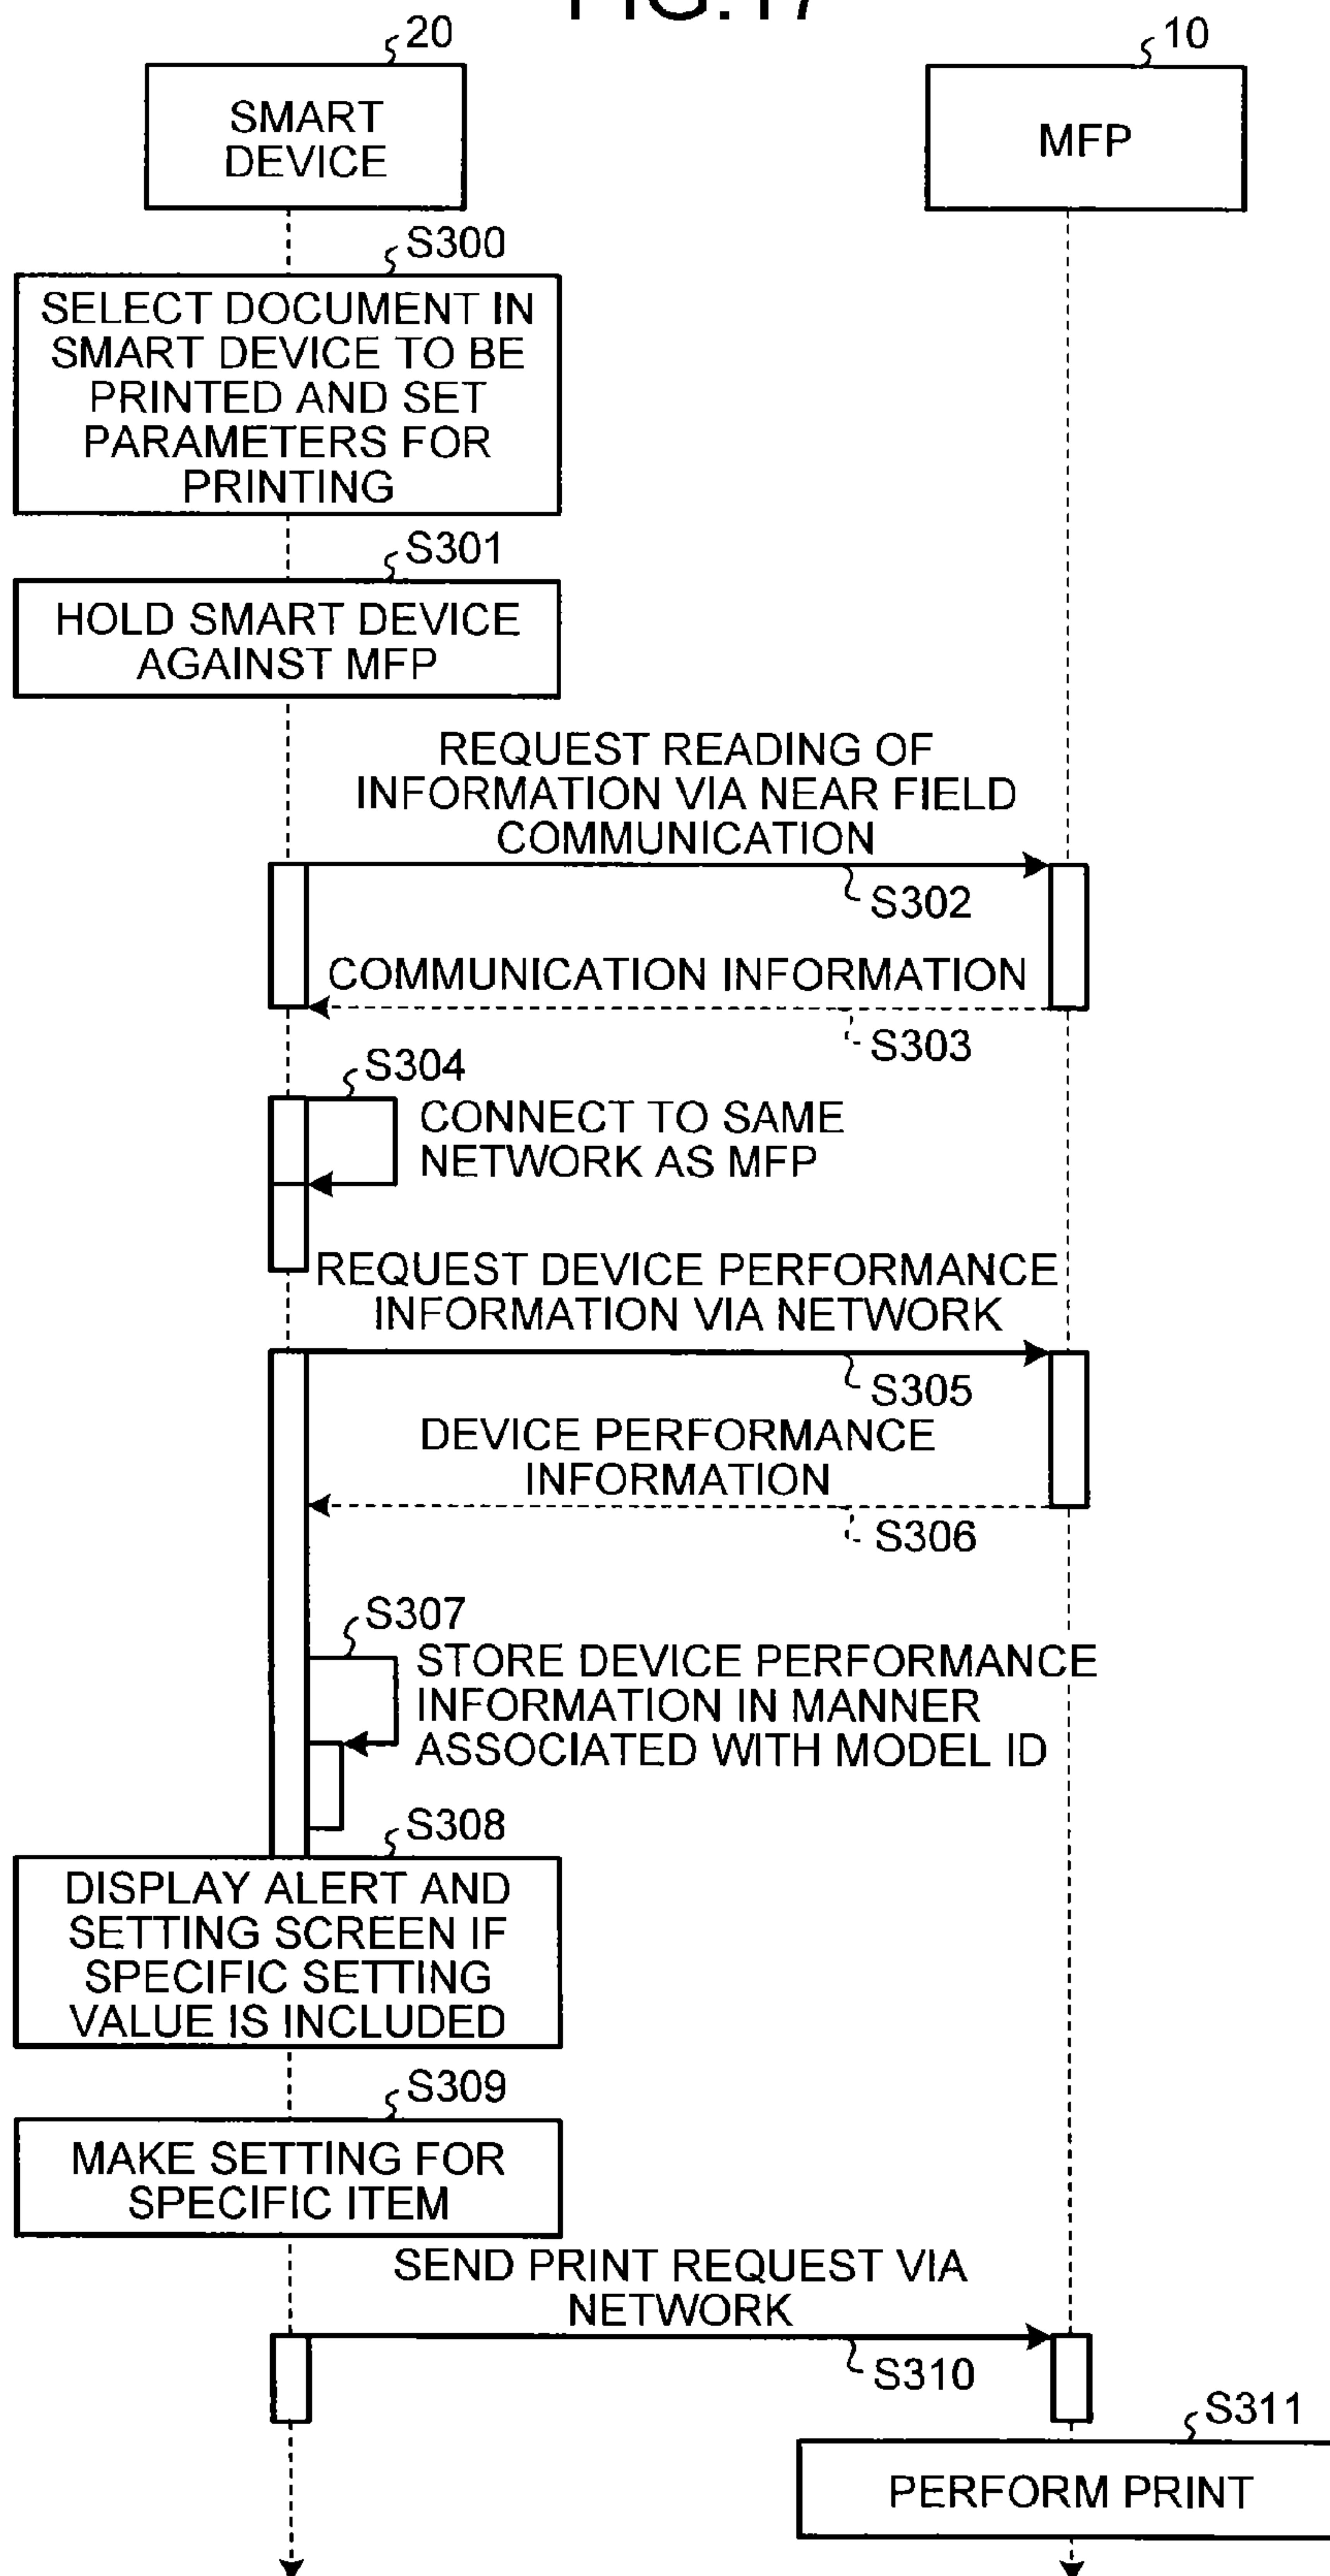 FIG.17
20
10
SMART
DEVICE
MFP
S300
SELECT DOCUMENT IN
SMART DEVICE TO BE
PRINTED AND SET
PARAMETERS FOR
PRINTING
S301
HOLD SMART DEVICE
AGAINST MFP
REQUEST READING OF
INFORMATION VIA NEAR FIELD
COMMUNICATION
S302
COMMUNICATION INFORMATION
S303
S304
CONNECT TO SAME
NETWORK AS MFP
REQUEST DEVICE PERFORMANCE
INFORMATION VIA NETWORK
S305
DEVICE PERFORMANCE
INFORMATION
S306
S307
STORE DEVICE PERFORMANCE
INFORMATION IN MANNER
ASSOCIATED WITH MODEL ID
S308
DISPLAY ALERT AND
SETTING SCREEN IF
SPECIFIC SETTING
VALUE IS INCLUDED
S309
MAKE SETTING FOR
SPECIFIC ITEM
SEND PRINT REQUEST VIA
NETWORK
S310
S311
PERFORM PRINT